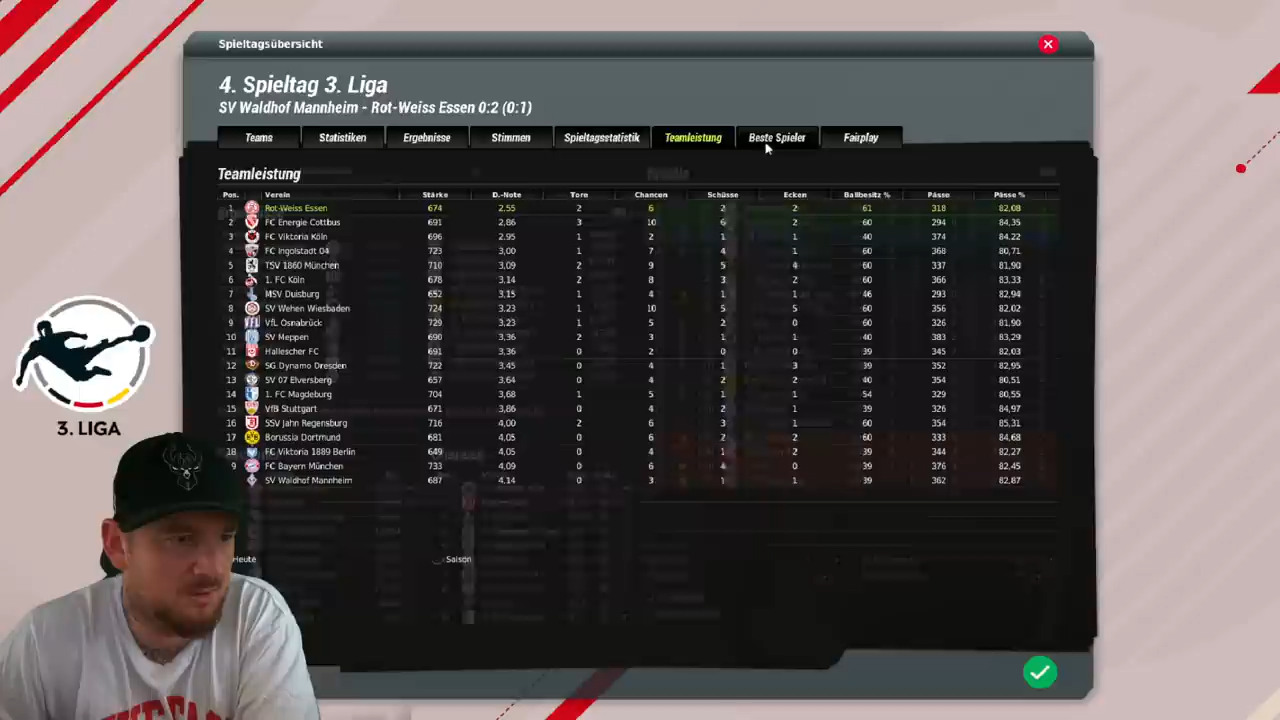 Spieltagsübersicht
4. Spieltag 3. Liga
SV Waldhof Mannheim - Rot-Weiss Essen 0:2 (0:1)
Teams Statistiken Ergebnisse Stimmen Spieltagsstatistik Teamleistung Beste Spieler Fairplay
Teamleistung
Pos. Verein Stärke D.-Note Tore Chancen Schüsse Ecken Ballbesitz % Pässe Pässe %
1 Rot-Weiss Essen 674 2,55 2 6 2 2 61 318 82,08
2 FC Energie Cottbus 691 2,86 3 10 6 2 60 294 84,35
3 FC Viktoria Köln 696 2,95 1 2 1 1 40 374 84,22
4 FC Ingolstadt 04 723 3,00 1 7 4 1 60 368 80,71
5 TSV 1860 München 710 3,09 2 9 5 4 60 337 81,90
6 1. FC Köln 678 3,14 2 8 3 2 60 366 83,33
7 MSV Duisburg 652 3,15 1 4 1 1 46 293 82,94
8 SV Wehen Wiesbaden 724 3,23 1 10 5 5 60 356 82,02
9 VfL Osnabrück 729 3,23 1 5 2 0 60 326 81,90
10 SV Meppen 690 3,36 2 3 1 0 40 383 83,29
11 Hallescher FC 691 3,36 0 2 0 0 39 345 82,03
12 SG Dynamo Dresden 722 3,45 0 4 1 3 39 352 82,95
13 SV 07 Elversberg 657 3,64 0 4 2 2 40 354 80,51
14 1. FC Magdeburg 704 3,68 1 5 1 1 54 329 80,55
15 VfB Stuttgart 671 3,86 0 4 2 1 39 326 84,97
16 SSV Jahn Regensburg 716 4,00 2 6 3 1 60 354 85,31
17 Borussia Dortmund 681 4,05 0 6 2 2 60 333 84,68
18 FC Viktoria 1889 Berlin 649 4,05 0 4 1 2 39 344 82,27
9 FC Bayern München 733 4,09 0 6 4 0 39 376 82,45
SV Waldhof Mannheim 687 4,14 0 3 1 1 39 362 82,87
3. LIGA
Heute Saison